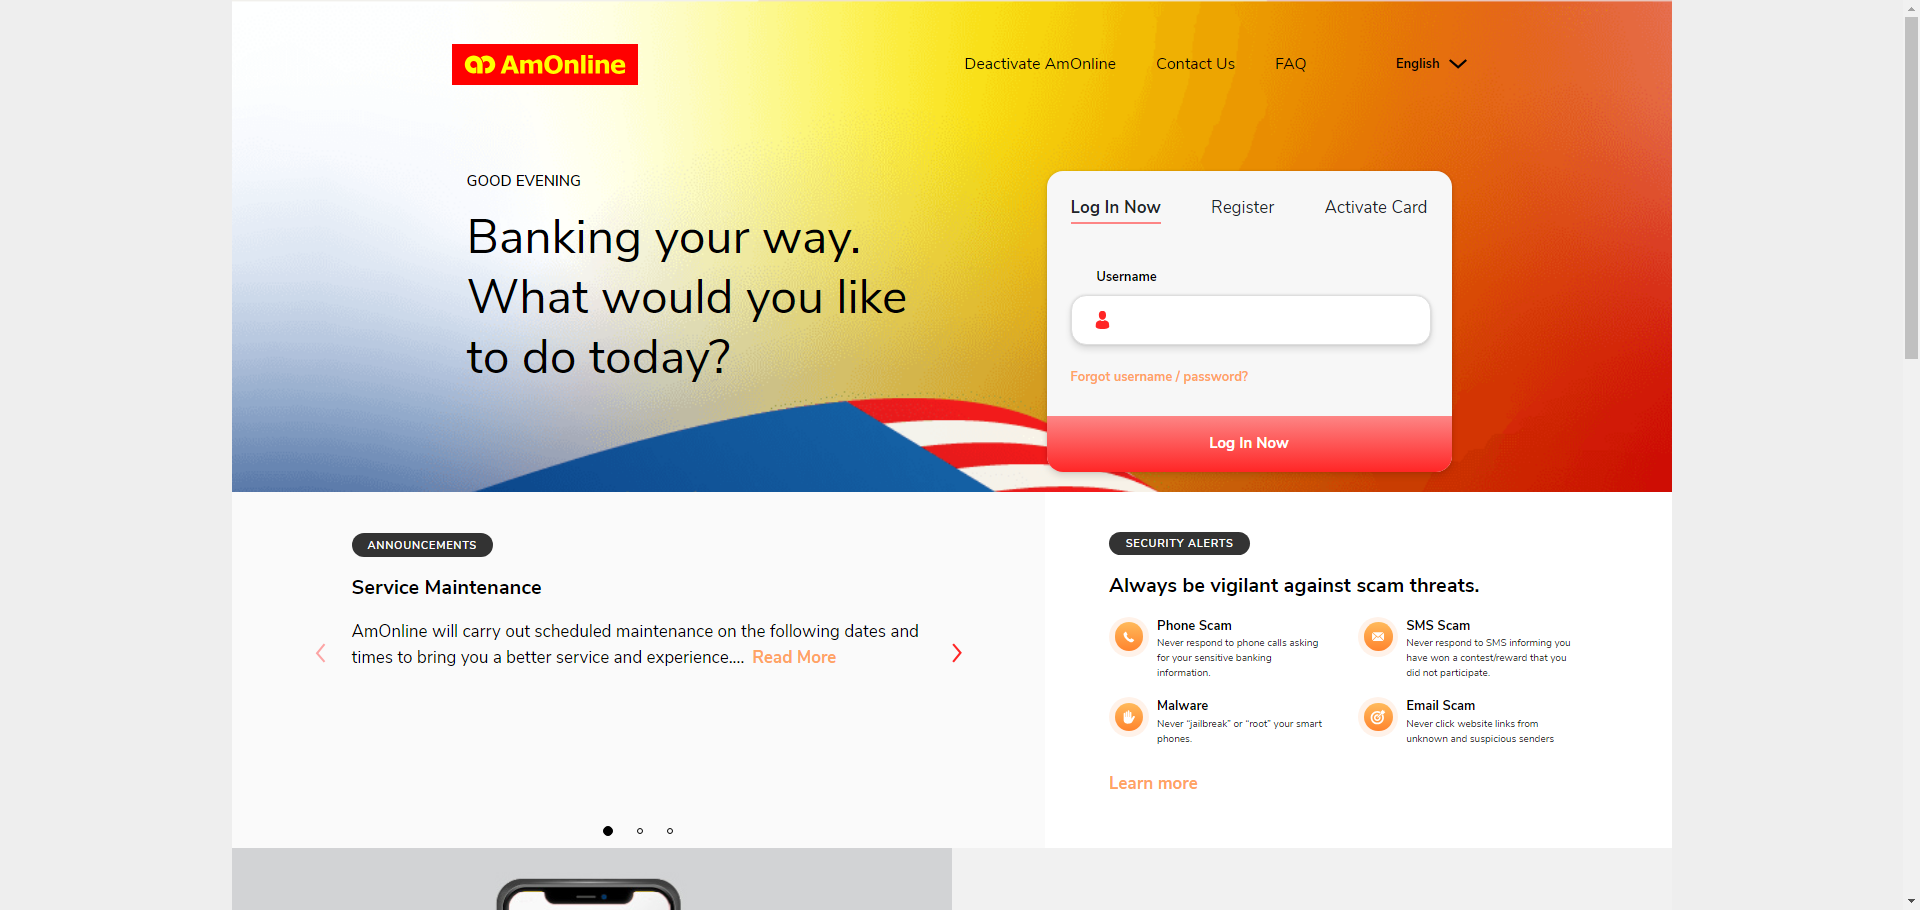 AmOnline
Deactivate AmOnline
Contact Us
FAQ
English
GOOD EVENING
Banking your way.
What would you like
to do today?
Log In Now
Register
Activate Card
Username
Forgot username / password?
Log In Now
ANNOUNCEMENTS
Service Maintenance
AmOnline will carry out scheduled maintenance on the following dates and
times to bring you a better service and experience.... Read More
SECURITY ALERTS
Always be vigilant against scam threats.
Phone Scam
Never respond to phone calls asking
for your sensitive banking
information.
SMS Scam
Never respond to SMS informing you
have won a contest/reward that you
did not participate.
Malware
Never “jailbreak” or “root” your smart
phones.
Email Scam
Never click website links from
unknown and suspicious senders
Learn more